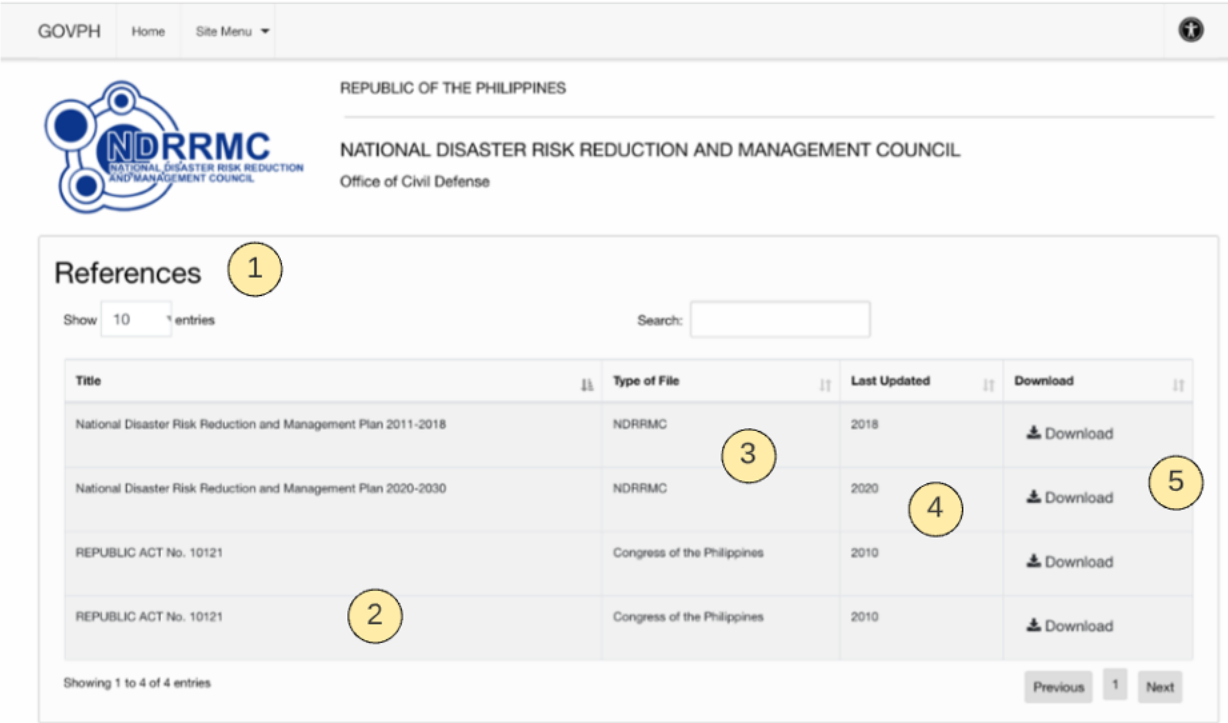 GOVPH Home Site Menu
REPUBLIC OF THE PHILIPPINES
NDRRMC
NATIONAL DISASTER RISK REDUCTION
AND MANAGEMENT COUNCIL
NATIONAL DISASTER RISK REDUCTION AND MANAGEMENT COUNCIL
Office of Civil Defense
References 1
Show 10 entries Search:
Title Type of File Last Updated Download
National Disaster Risk Reduction and Management Plan 2011-2018 NDRRMC 2018 Download
3
National Disaster Risk Reduction and Management Plan 2020-2030 NDRRMC 2020 Download
5
4
REPUBLIC ACT No. 10121 Congress of the Philippines 2010 Download
REPUBLIC ACT No. 10121 2 Congress of the Philippines 2010 Download
Showing 1 to 4 of 4 entries Previous 1 Next